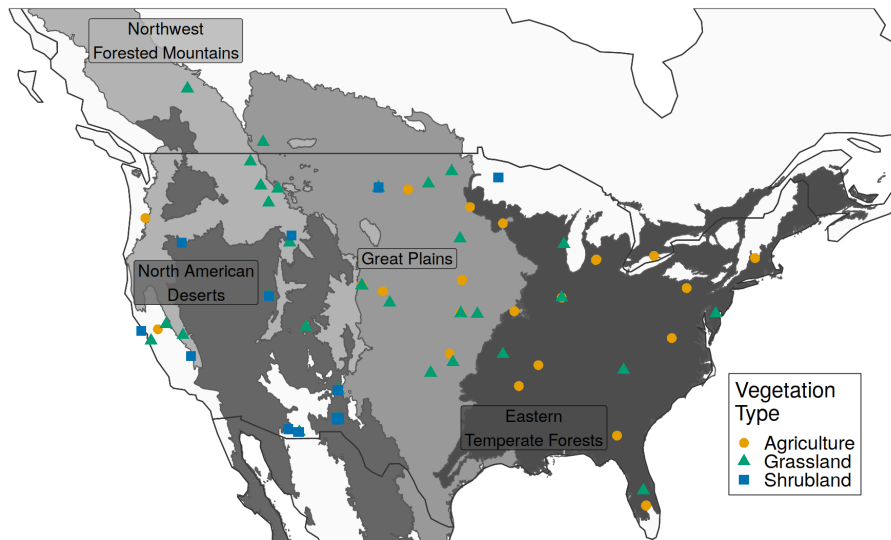 Northwest
Forested Mountains
Great Plains
North American
Deserts
Eastern
Temperate Forests
Vegetation
Type
Agriculture
Grassland
Shrubland